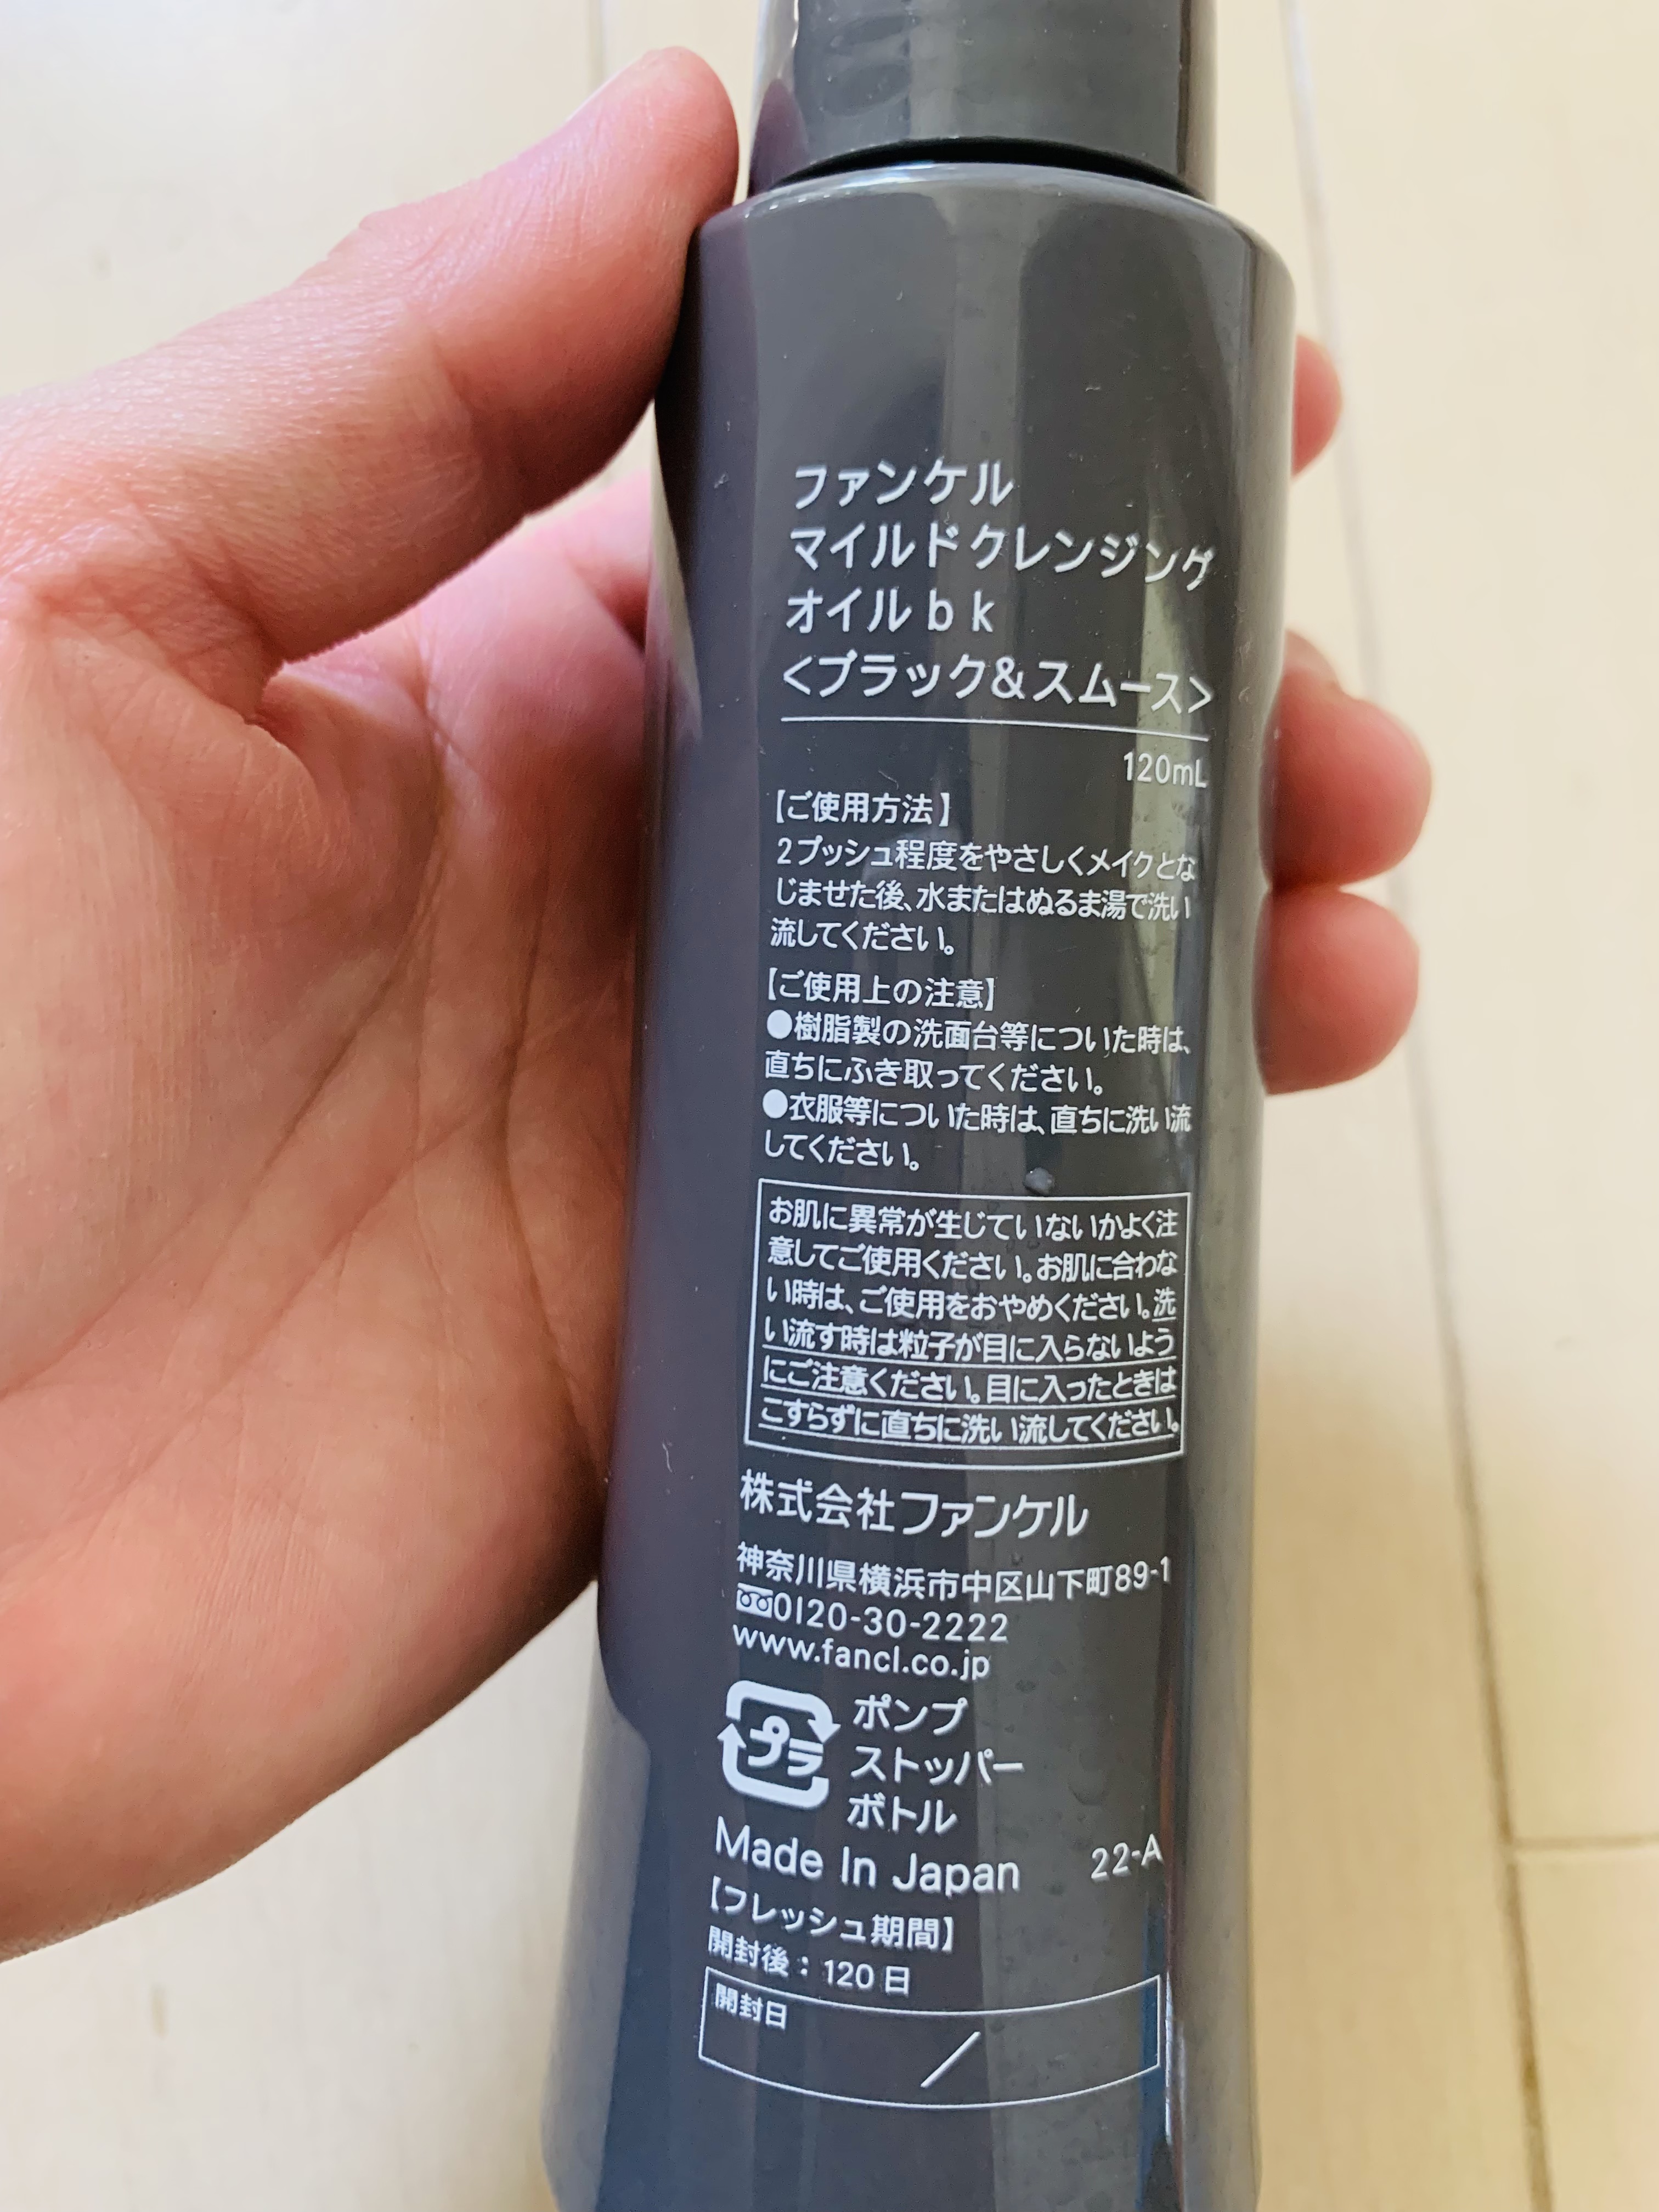 ファンケル
マイルドクレンジング
オイルbk
<ブラック&スムース>
120mL
【ご使用方法】
2プッシュ程度をやさしくメイクとな
じませた後、水またはぬるま湯で洗い
流してください。
【ご使用上の注意】
●樹脂製の洗面台等についた時は、
直ちにふき取ってください。
●衣服等についた時は、直ちに洗い流
してください。
お肌に異常が生じていないかよく注
意してご使用ください。お肌に合わな
い時は、ご使用をおやめください。洗
い流す時は粒子が目に入らないよう
にご注意ください。目に入ったときは
こすらずに直ちに洗い流してください。
株式会社ファンケル
神奈川県横浜市中区山下町89-1
0120-30-2222
www.fancl.co.jp
プラ
ポンプ
ストッパー
ボトル
Made In Japan 22-A
【フレッシュ期間】
開封後：120日
開封日
／